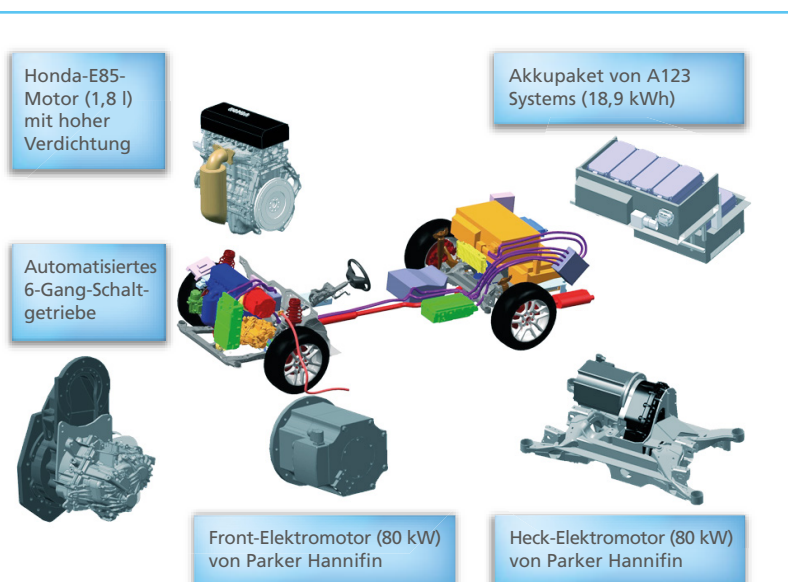 Honda-E85-
Motor (1,8 l)
mit hoher
Verdichtung
Akkupaket von A123
Systems (18,9 kWh)
Automatisiertes
6-Gang-Schalt-
getriebe
Front-Elektromotor (80 kW)
von Parker Hannifin
Heck-Elektromotor (80 kW)
von Parker Hannifin